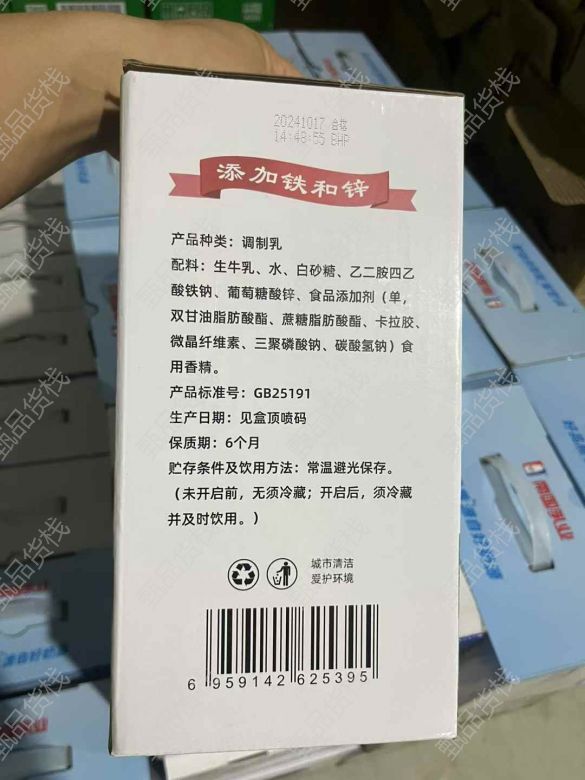 20241017 合格
14:48:55 BHP
添加铁和锌
产品种类：调制乳
配料：生牛乳、水、白砂糖、乙二胺四乙
酸铁钠、葡萄糖酸锌、食品添加剂（单，
双甘油脂肪酸酯、蔗糖脂肪酸酯、卡拉胶、
微晶纤维素、三聚磷酸钠、碳酸氢钠）食
用香精。
产品标准号：GB25191
生产日期：见盒顶喷码
保质期：6个月
贮存条件及饮用方法：常温避光保存。
（未开启前，无须冷藏；开启后，须冷藏
并及时饮用。）
城市清洁
爱护环境
6 959142 625395
甄品货栈